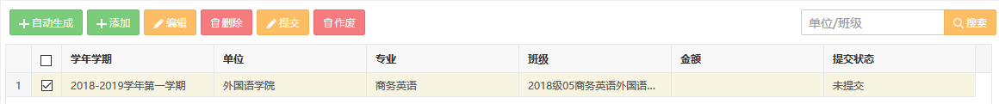 自动生成 添加 编辑 删除 提交 作废 单位/班级 搜索
学年学期 单位 专业 班级 金额 提交状态
1 2018-2019学年第一学期 外国语学院 商务英语 2018级05商务英语外国语... 未提交